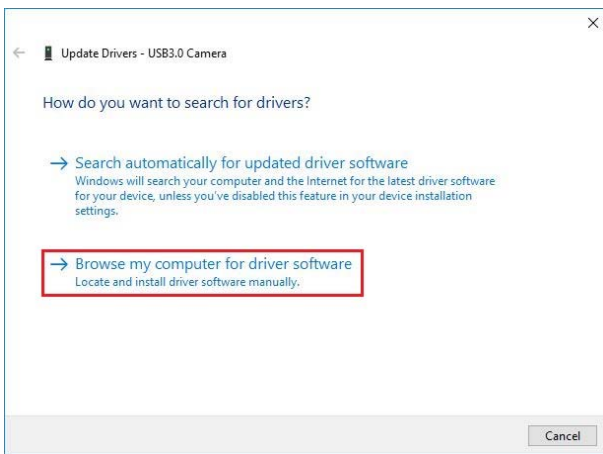 Update Drivers - USB3.0 Camera
How do you want to search for drivers?
Search automatically for updated driver software
Windows will search your computer and the Internet for the latest driver software
for your device, unless you've disabled this feature in your device installation
settings.
Browse my computer for driver software
Locate and install driver software manually.
Cancel